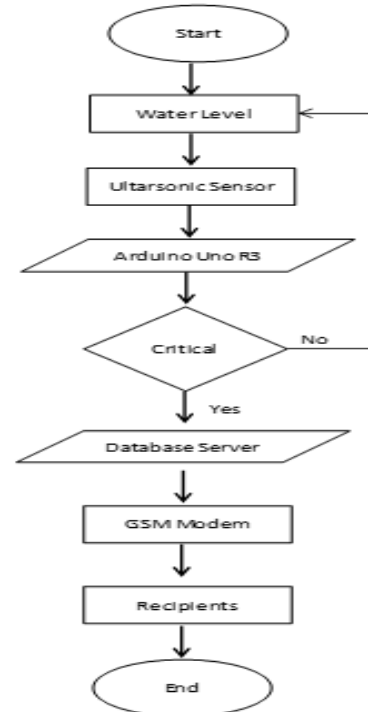 Start
Water Level
Ultarsonic Sensor
Arduino Uno R3
Critical
No
Yes
Database Server
GSM Modem
Recipients
End